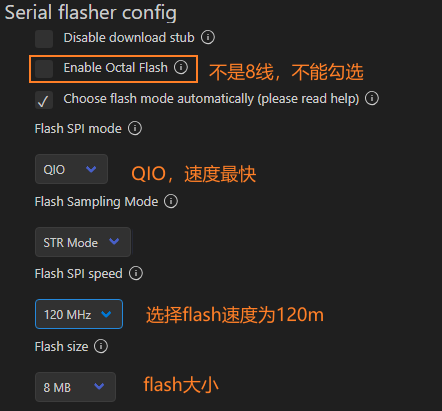 Serial flasher config
Disable download stub
Enable Octal Flash 不是8线，不能勾选
Choose flash mode automatically (please read help)
Flash SPI mode
QIO QIO，速度最快
Flash Sampling Mode
STR Mode
Flash SPI speed
120 MHz 选择flash速度为120m
Flash size
8 MB flash大小